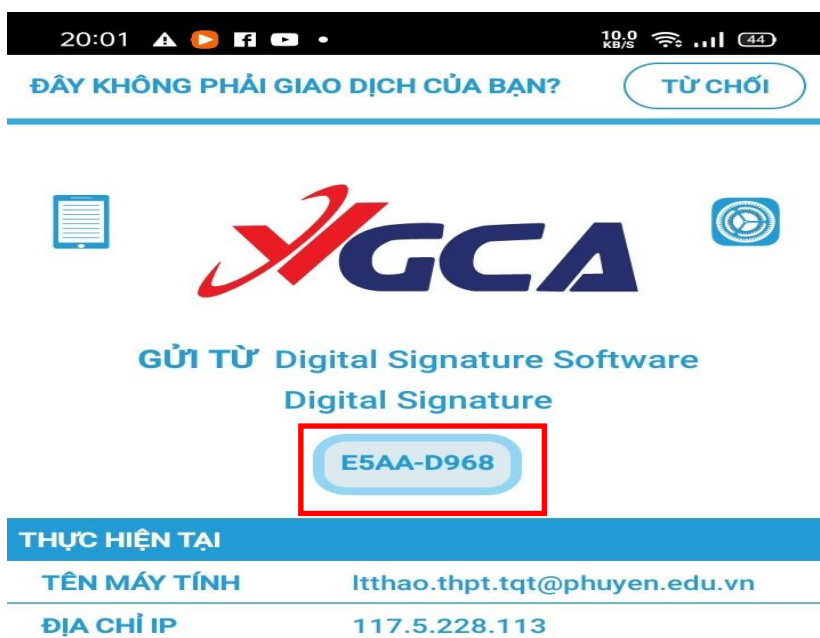 20:01 10.0 KB/S 44
ĐÂY KHÔNG PHẢI GIAO DỊCH CỦA BẠN? TỪ CHỐI
GCA
GỬI TỪ Digital Signature Software
Digital Signature
E5AA-D968
THỰC HIỆN TẠI
TÊN MÁY TÍNH ltthao.thpt.tqt@phuyen.edu.vn
ĐỊA CHỈ IP 117.5.228.113